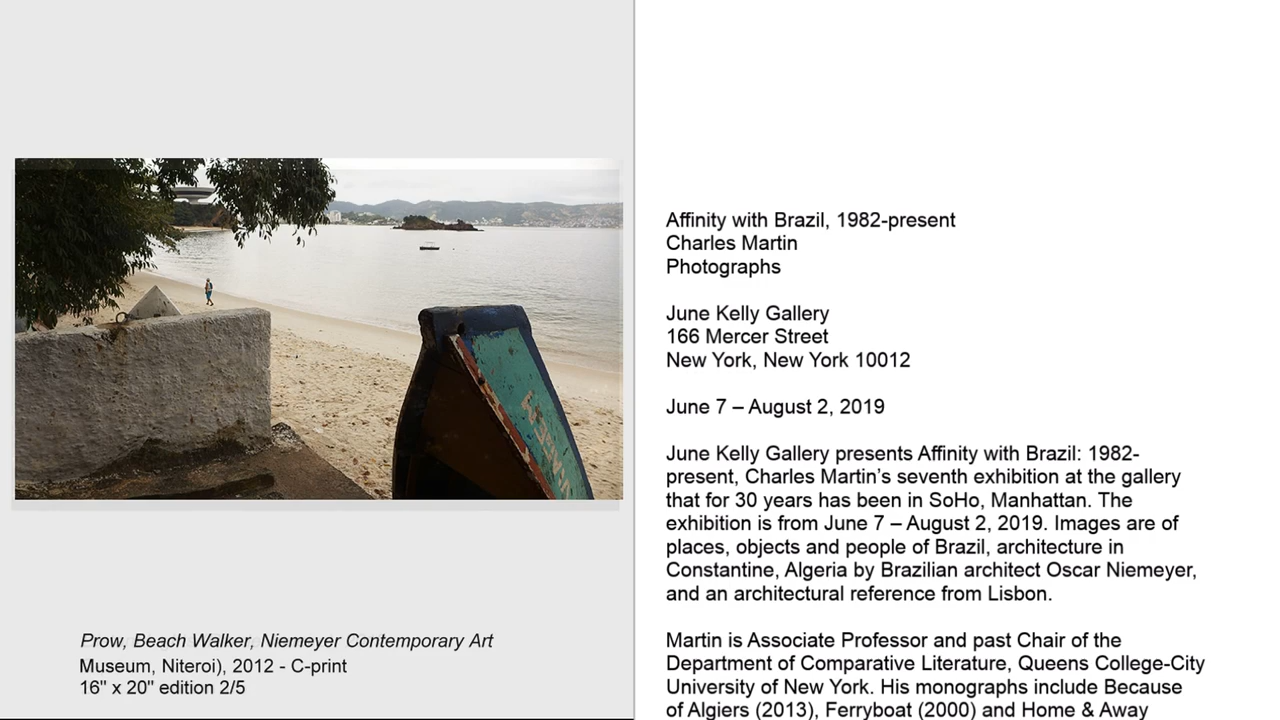 Prow, Beach Walker, Niemeyer Contemporary Art
Museum, Niteroi), 2012 - C-print
16" x 20" edition 2/5
Affinity with Brazil, 1982-present
Charles Martin
Photographs
June Kelly Gallery
166 Mercer Street
New York, New York 10012
June 7 – August 2, 2019
June Kelly Gallery presents Affinity with Brazil: 1982-
present, Charles Martin’s seventh exhibition at the gallery
that for 30 years has been in SoHo, Manhattan. The
exhibition is from June 7 – August 2, 2019. Images are of
places, objects and people of Brazil, architecture in
Constantine, Algeria by Brazilian architect Oscar Niemeyer,
and an architectural reference from Lisbon.
Martin is Associate Professor and past Chair of the
Department of Comparative Literature, Queens College-City
University of New York. His monographs include Because
of Algiers (2013), Ferryboat (2000) and Home & Away